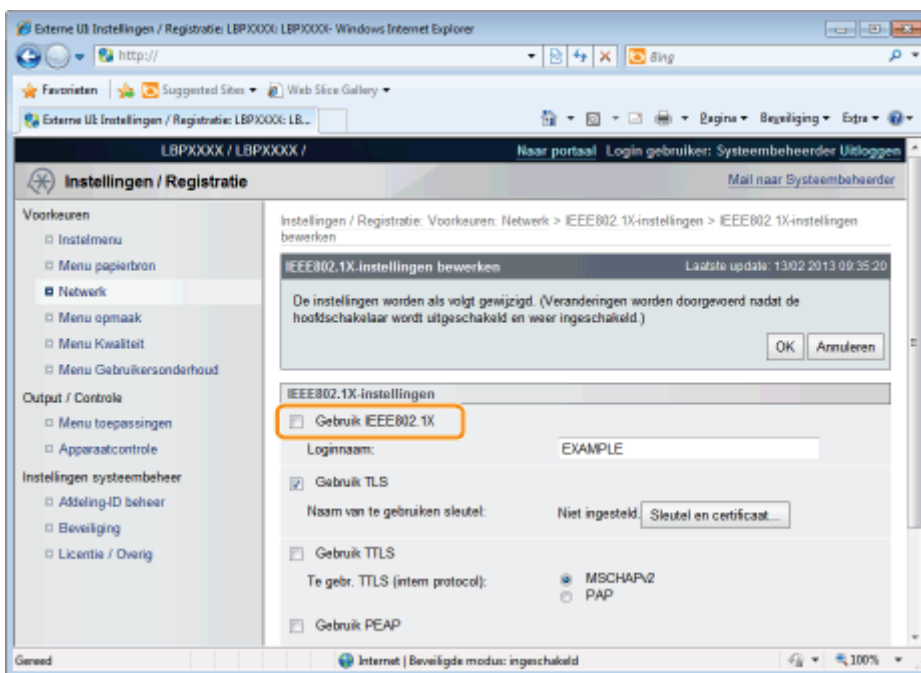 Externe UI: Instellingen / Registratie: LBPXXXX: LBPXXXX- Windows Internet Explorer
http://
Bing
Favorieten
Suggested Sites
Web Slice Gallery
Externe UI: Instellingen / Registratie: LBPXXXX: LB...
Pagina
Beveiliging
Extra
LBPXXXX / LBPXXXX /
Naar portaal Login gebruiker: Systeembeheerder Uitloggen
Instellingen / Registratie
Mail naar Systeembeheerder
Voorkeuren
Instelmenu
Menu papierbron
Netwerk
Menu opmaak
Menu Kwaliteit
Menu Gebruikersonderhoud
Output / Controle
Menu toepassingen
Apparaatcontrole
Instellingen systeembeheer
Afdeling-ID beheer
Beveiliging
Licentie / Overig
Instellingen / Registratie: Voorkeuren: Netwerk > IEEE802.1X-instellingen > IEEE802.1X-instellingen
bewerken
IEEE802.1X-instellingen bewerken
Laatste update: 13/02 2013 09:35:20
De instellingen worden als volgt gewijzigd. (Veranderingen worden doorgevoerd nadat de
hoofdschakelaar wordt uitgeschakeld en weer ingeschakeld.)
OK
Annuleren
IEEE802.1X-instellingen
Gebruik IEEE802.1X
Loginnaam:
EXAMPLE
Gebruik TLS
Naam van te gebruiken sleutel:
Niet ingesteld.
Sleutel en certificaat...
Gebruik TTLS
Te gebr. TTLS (intern protocol):
MSCHAPv2
PAP
Gebruik PEAP
Gereed
Internet | Beveiligde modus: ingeschakeld
100%